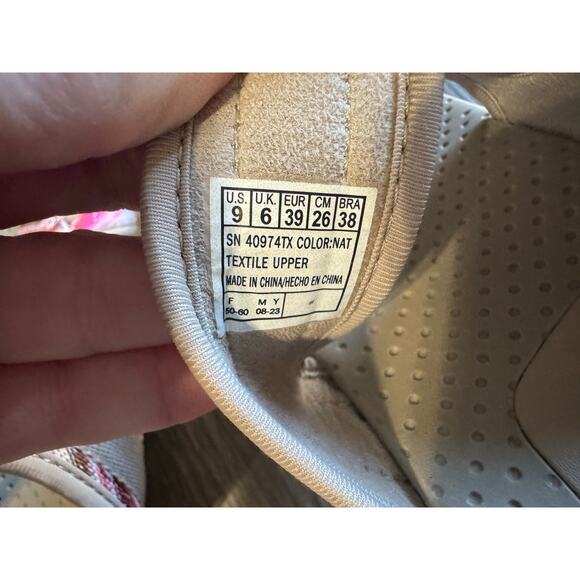 U.S. U.K. EUR CM BRA
9 6 39 26 38
SN 40974TX COLOR:NAT
TEXTILE UPPER
MADE IN CHINA/HECHO EN CHINA
F M Y
50-60 08-23